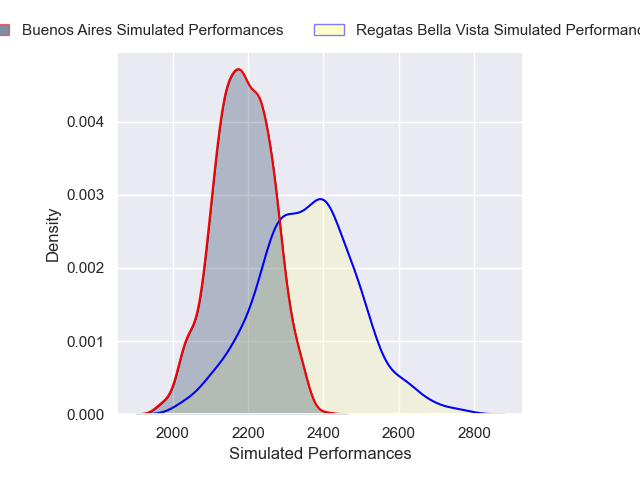 Buenos Aires Simulated Performances Regatas Bella Vista Simulated
0.004
0.003
0.002
0.001
0.000
Density
2000 2200 2400 2600 2800
Simulated Performances